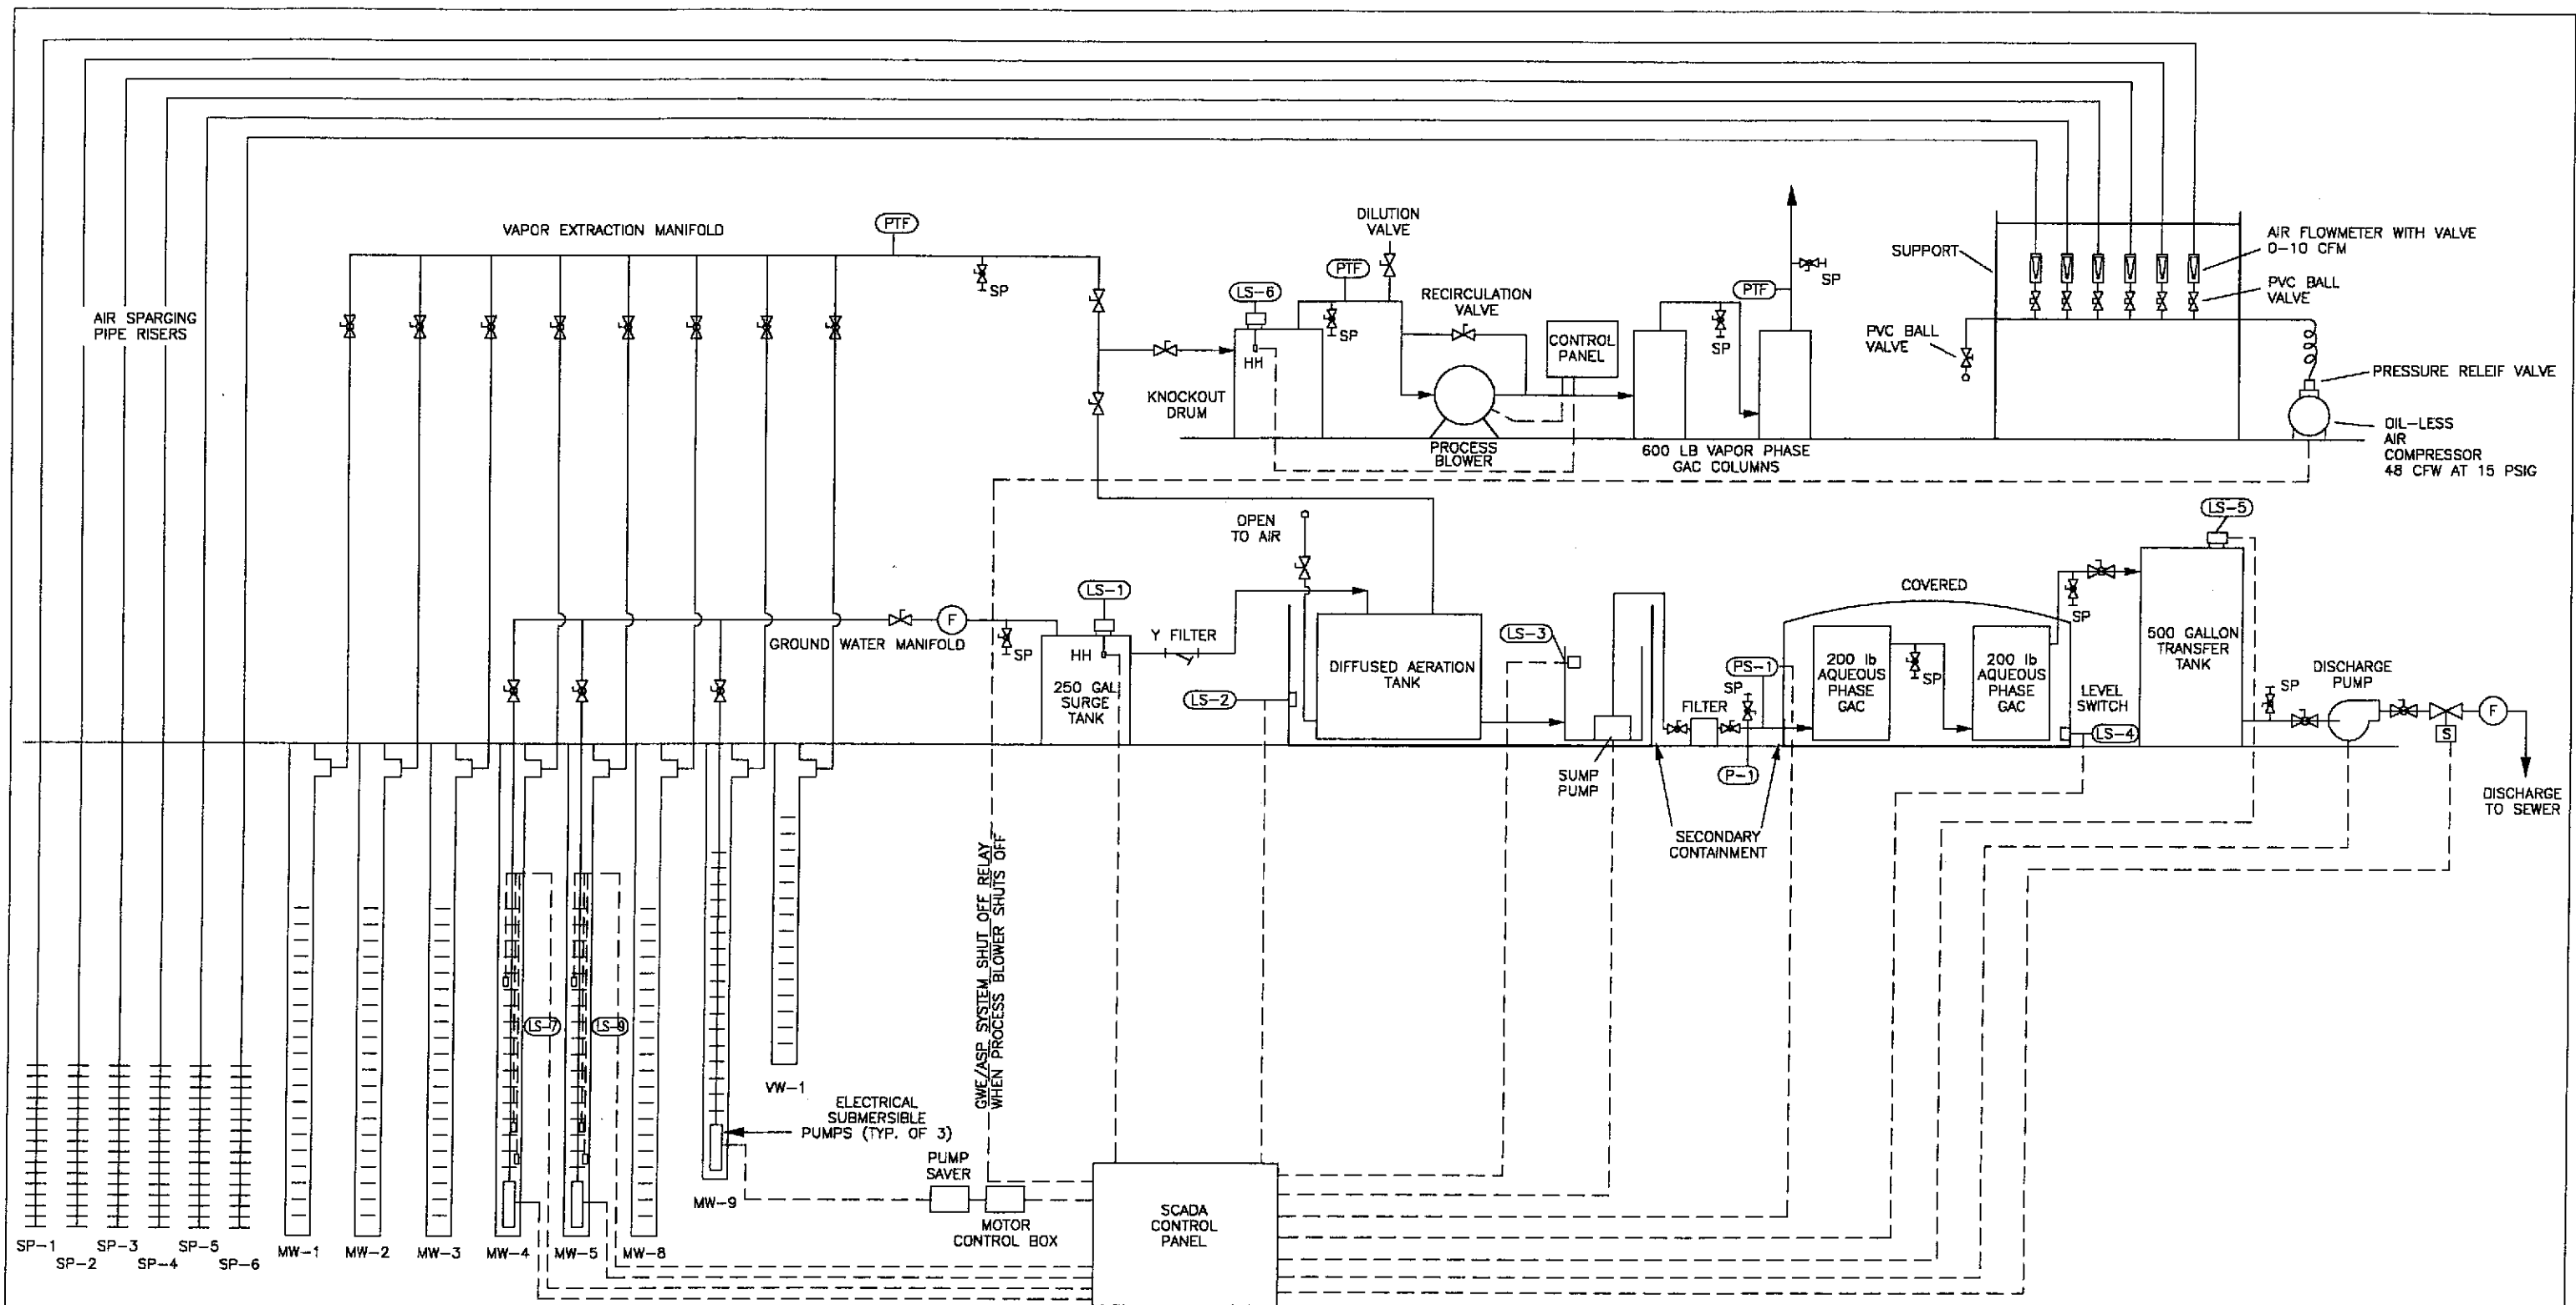 VAPOR EXTRACTION MANIFOLD
PTF
SP
AIR SPARGING
PIPE RISERS
DILUTION
VALVE
PTF
LS-6
HH
SP
RECIRCULATION
VALVE
CONTROL
PANEL
KNOCKOUT
DRUM
PROCESS
BLOWER
SP
PTF
SP
600 LB VAPOR PHASE
GAC COLUMNS
SUPPORT
AIR FLOWMETER WITH VALVE
0-10 CFM
PVC BALL
VALVE
PVC BALL
VALVE
PRESSURE RELEIF VALVE
OIL-LESS
AIR
COMPRESSOR
48 CFW AT 15 PSIG
OPEN
TO AIR
LS-1
F
GROUND WATER MANIFOLD
SP
HH
250 GAL
SURGE
TANK
Y FILTER
LS-2
DIFFUSED AERATION
TANK
LS-3
SUMP
PUMP
PS-1
SP
FILTER
P-1
SECONDARY
CONTAINMENT
COVERED
200 lb
AQUEOUS
PHASE
GAC
SP
200 lb
AQUEOUS
PHASE
GAC
SP
LEVEL
SWITCH
LS-4
LS-5
500 GALLON
TRANSFER
TANK
SP
DISCHARGE
PUMP
S
F
DISCHARGE
TO SEWER
GWE/ASP SYSTEM SHUT OFF RELAY
WHEN PROCESS BLOWER SHUTS OFF
LS-7
VW-1
ELECTRICAL
SUBMERSIBLE
PUMPS (TYP. OF 3)
PUMP
SAVER
MOTOR
CONTROL BOX
SCADA
CONTROL
PANEL
SP-1
SP-2
SP-3
SP-4
SP-5
SP-6
MW-1
MW-2
MW-3
MW-4
MW-5
MW-8
MW-9